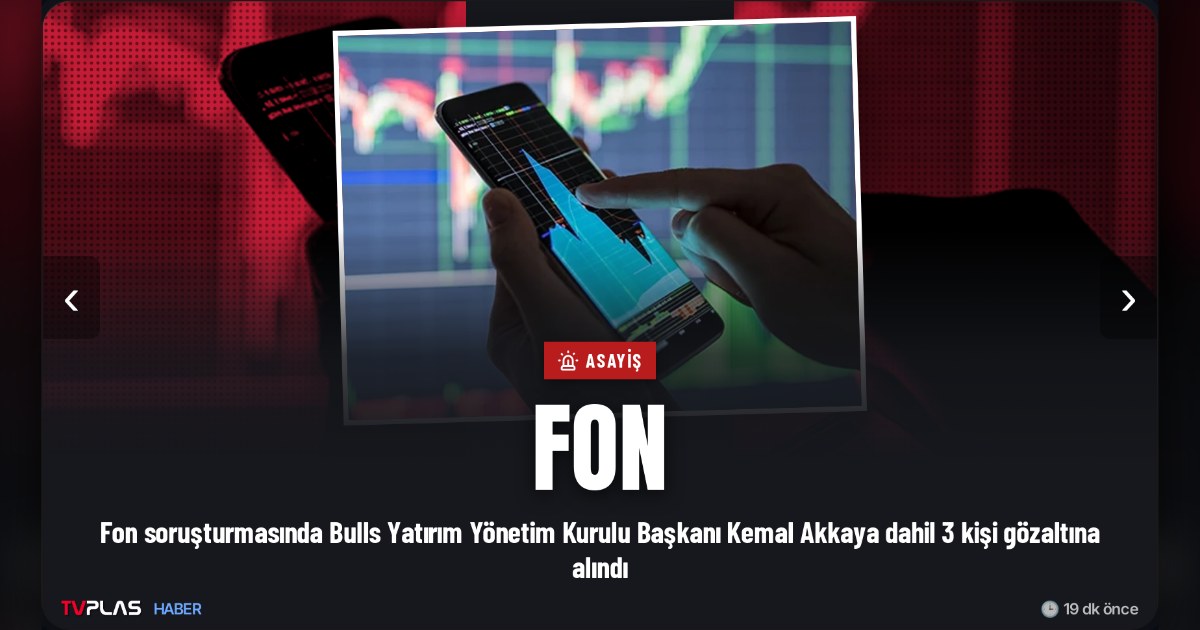 ASAYİŞ
FON
Fon soruşturmasında Bulls Yatırım Yönetim Kurulu Başkanı Kemal Akkaya dahil 3 kişi gözaltına
alındı
TVPLAS HABER
19 dk önce